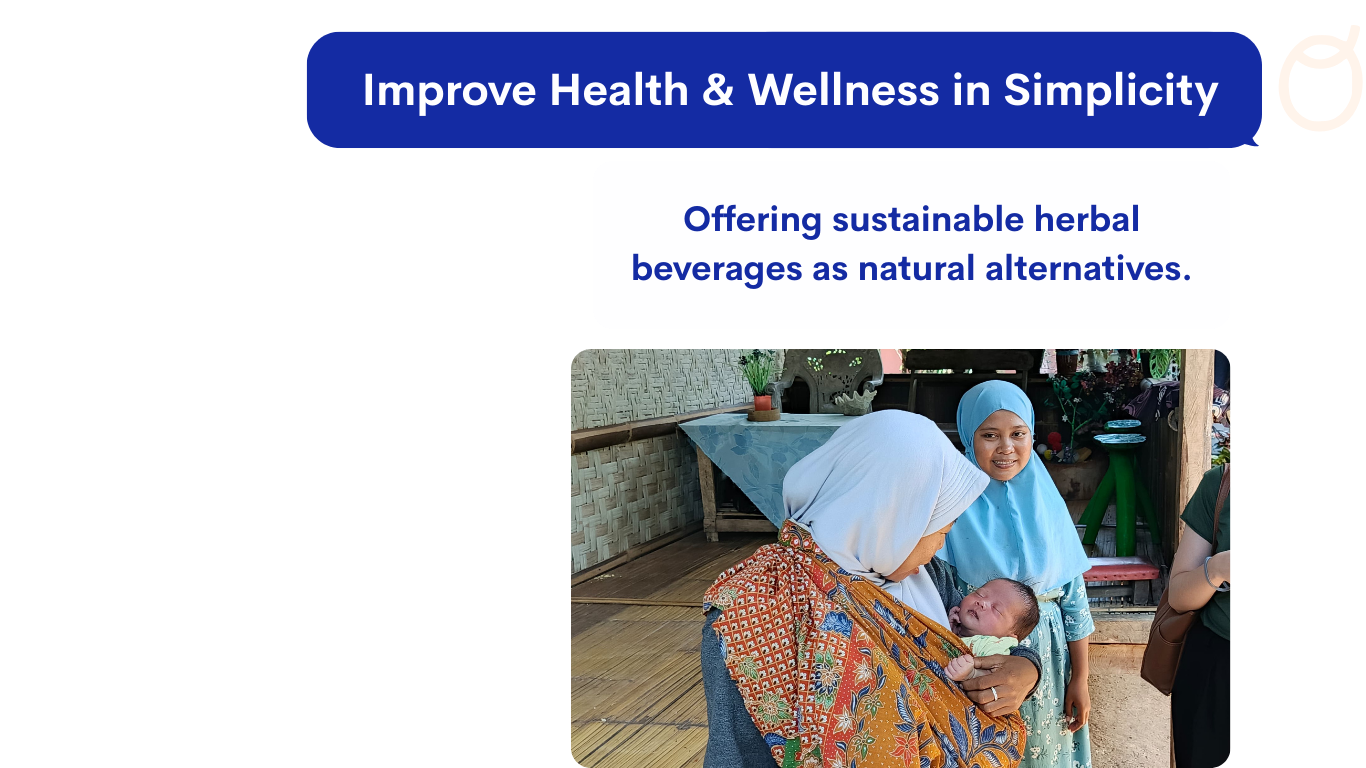 Improve Health & Wellness in Simplicity
Offering sustainable herbal
beverages as natural alternatives.